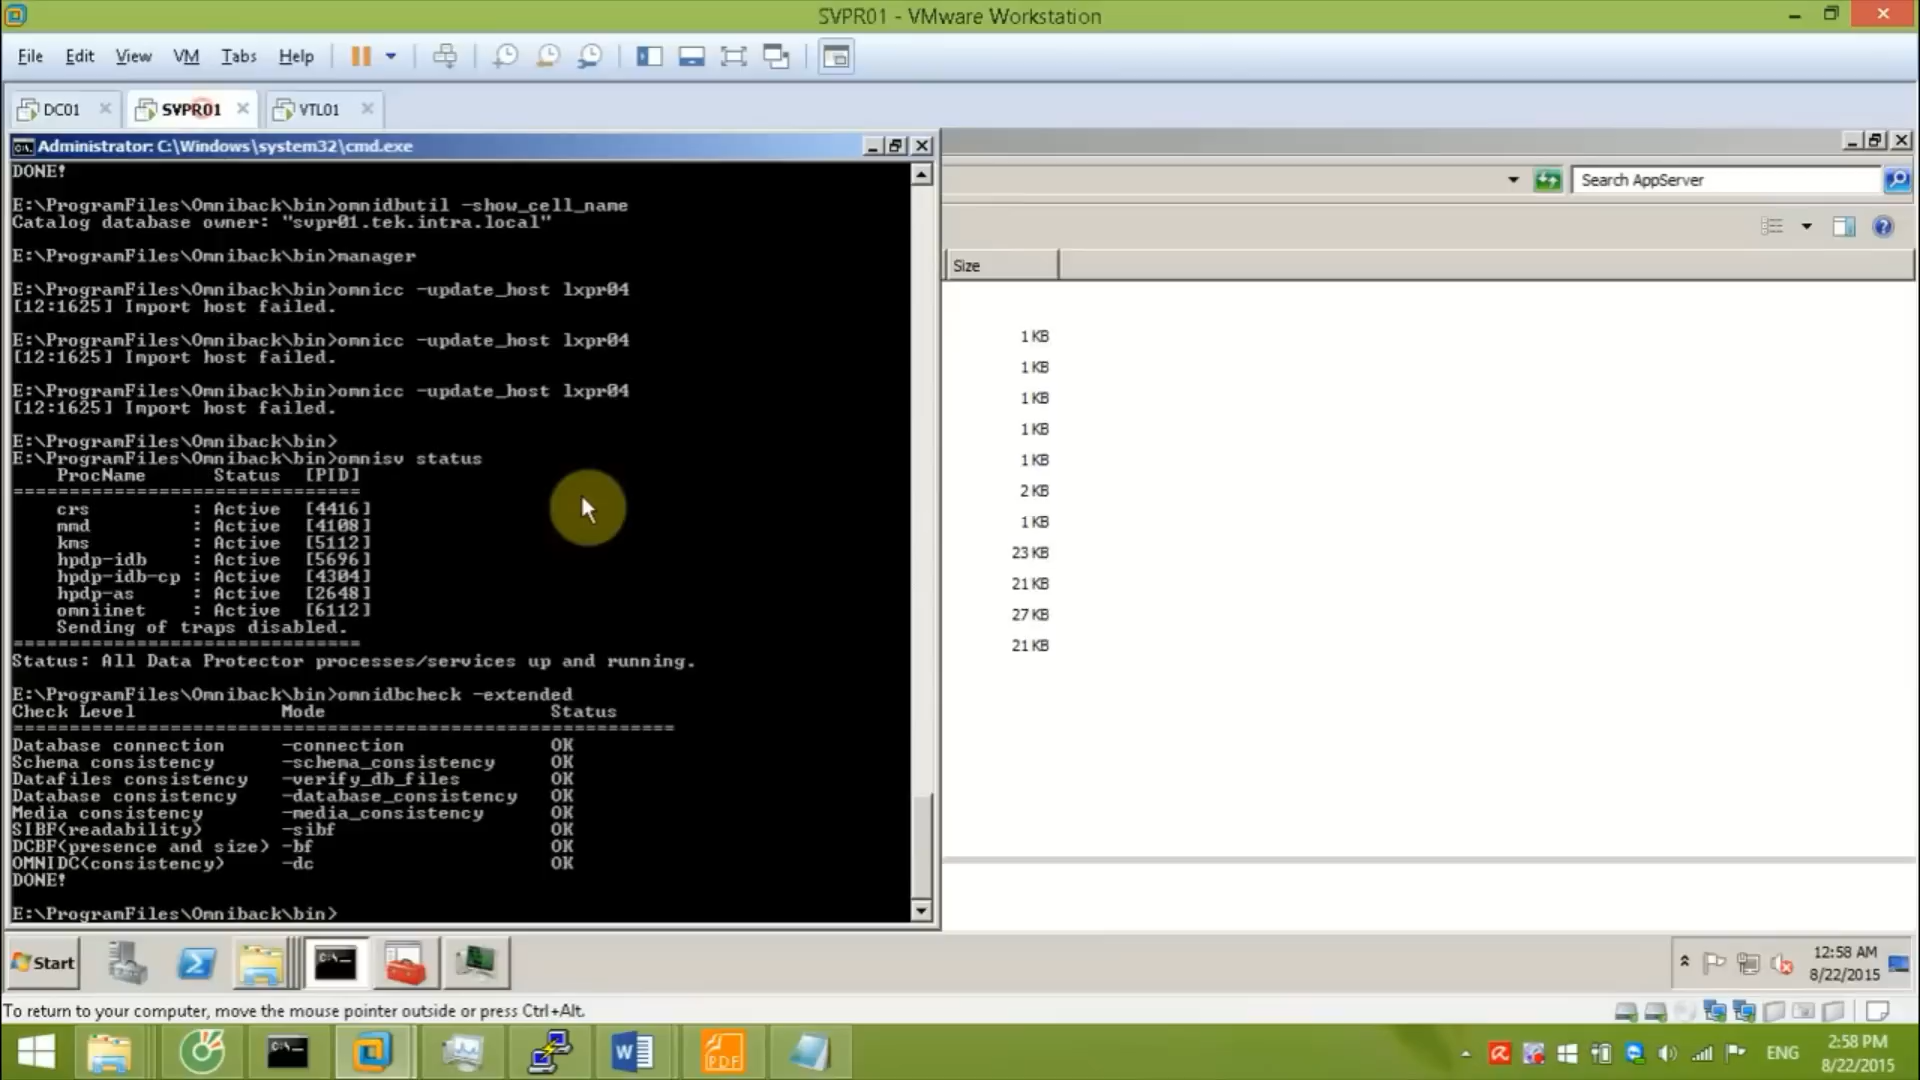 SVPR01 - VMware Workstation
File Edit View VM Tabs Help
DC01 SVPR01 VTL01
Administrator: C:\Windows\system32\cmd.exe
DONE!
E:\ProgramFiles\Omniback\bin>omnidbutil -show_cell_name
Catalog database owner: "svpr01.tek.intra.local"
E:\ProgramFiles\Omniback\bin>manager
E:\ProgramFiles\Omniback\bin>omnicc -update_host lxpr04
[12:1625] Import host failed.
E:\ProgramFiles\Omniback\bin>omnicc -update_host lxpr04
[12:1625] Import host failed.
E:\ProgramFiles\Omniback\bin>omnicc -update_host lxpr04
[12:1625] Import host failed.
E:\ProgramFiles\Omniback\bin>
E:\ProgramFiles\Omniback\bin>omnisv status
ProcName Status [PID]
===============================
crs : Active [4416]
mmd : Active [4108]
kms : Active [5112]
hpdp-idb : Active [5696]
hpdp-idb-cp : Active [4304]
hpdp-as : Active [2648]
omniinet : Active [6112]
Sending of traps disabled.
===============================
Status: All Data Protector processes/services up and running.
E:\ProgramFiles\Omniback\bin>omnidbcheck -extended
Check Level Mode Status
===========================================================
Database connection -connection OK
Schema consistency -schema_consistency OK
Datafiles consistency -verify_db_files OK
Database consistency -database_consistency OK
Media consistency -media_consistency OK
SIBF(readability) -sibf OK
DCBF(presence and size) -bf OK
OMNIDC(consistency) -dc OK
DONE!
E:\ProgramFiles\Omniback\bin>
Search AppServer
Size
1 KB
1 KB
1 KB
1 KB
1 KB
2 KB
1 KB
23 KB
21 KB
27 KB
21 KB
Start
12:58 AM
8/22/2015
To return to your computer, move the mouse pointer outside or press Ctrl+Alt.
ENG
2:58 PM
8/22/2015